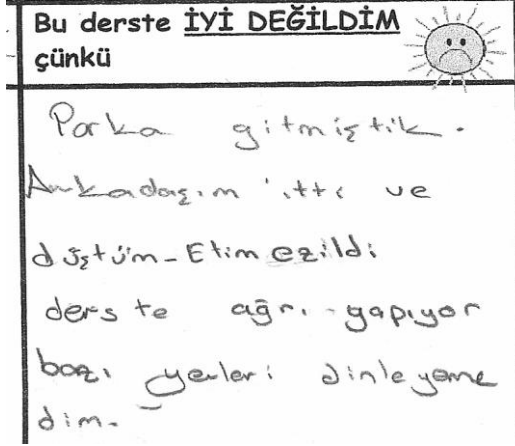 Bu derste İYİ DEĞİLDİM
çünkü
Parka gitmiştik.
Arkadaşım itti ve
düştüm. Etim ezildi
derste ağrı yapıyor
bazı yerleri dinleyeme
dim.